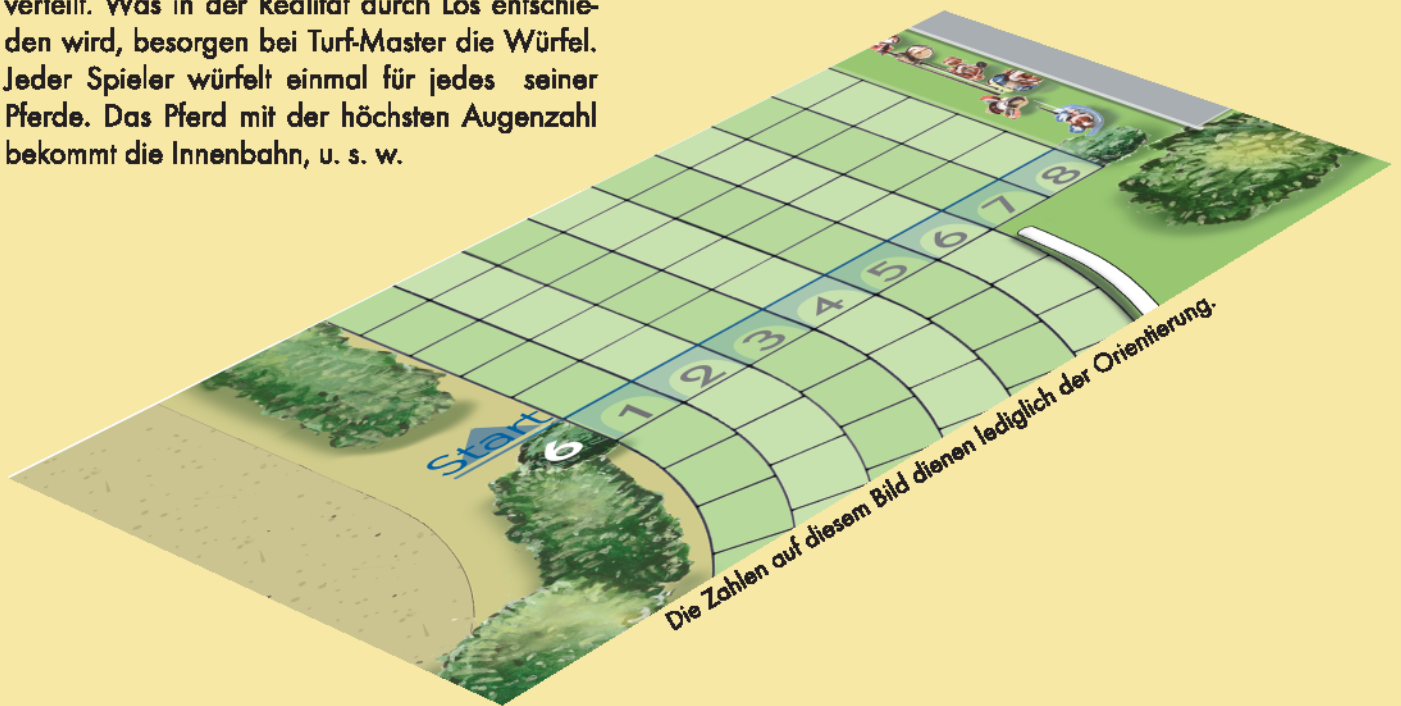 verteilt. Was in der Realität durch Los entschie-
den wird, besorgen bei Turf-Master die Würfel.
Jeder Spieler würfelt einmal für jedes seiner
Pferde. Das Pferd mit der höchsten Augenzahl
bekommt die Innenbahn, u. s. w.
8
7
6
5
4
3
2
1
Start
6
Die Zahlen auf diesem Bild dienen lediglich der Orientierung.